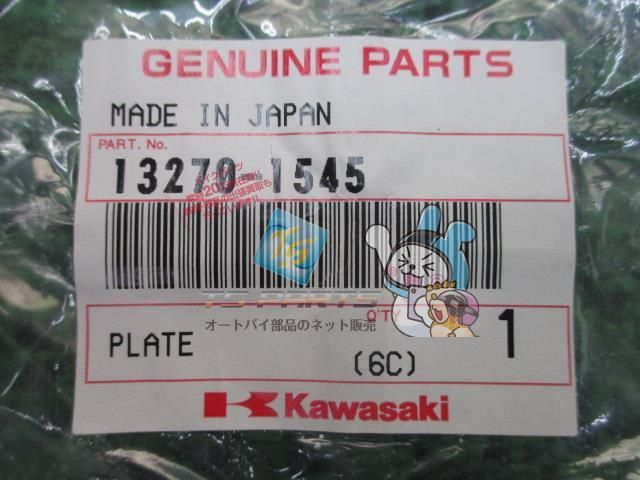 GENUINE PARTS
MADE IN JAPAN
PART. No.
13270-1545
TS PARTS
オートバイ部品のネット販売
Q'TY
PLATE
1
(6C)
Kawasaki